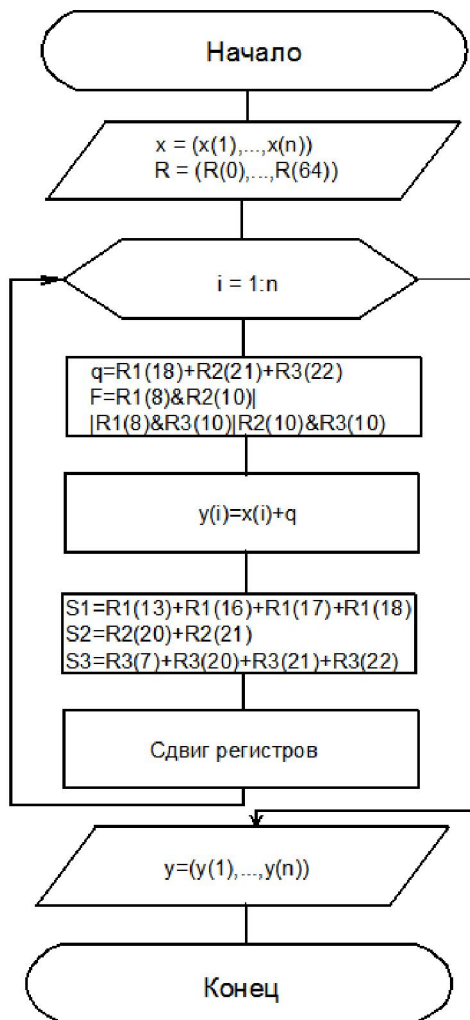 Начало
x = (x(1),...,x(n))
R = (R(0),...,R(64))
i = 1:n
q=R1(18)+R2(21)+R3(22)
F=R1(8)&R2(10)|
|R1(8)&R3(10)|R2(10)&R3(10)
y(i)=x(i)+q
S1=R1(13)+R1(16)+R1(17)+R1(18)
S2=R2(20)+R2(21)
S3=R3(7)+R3(20)+R3(21)+R3(22)
Сдвиг регистров
y=(y(1),...,y(n))
Конец